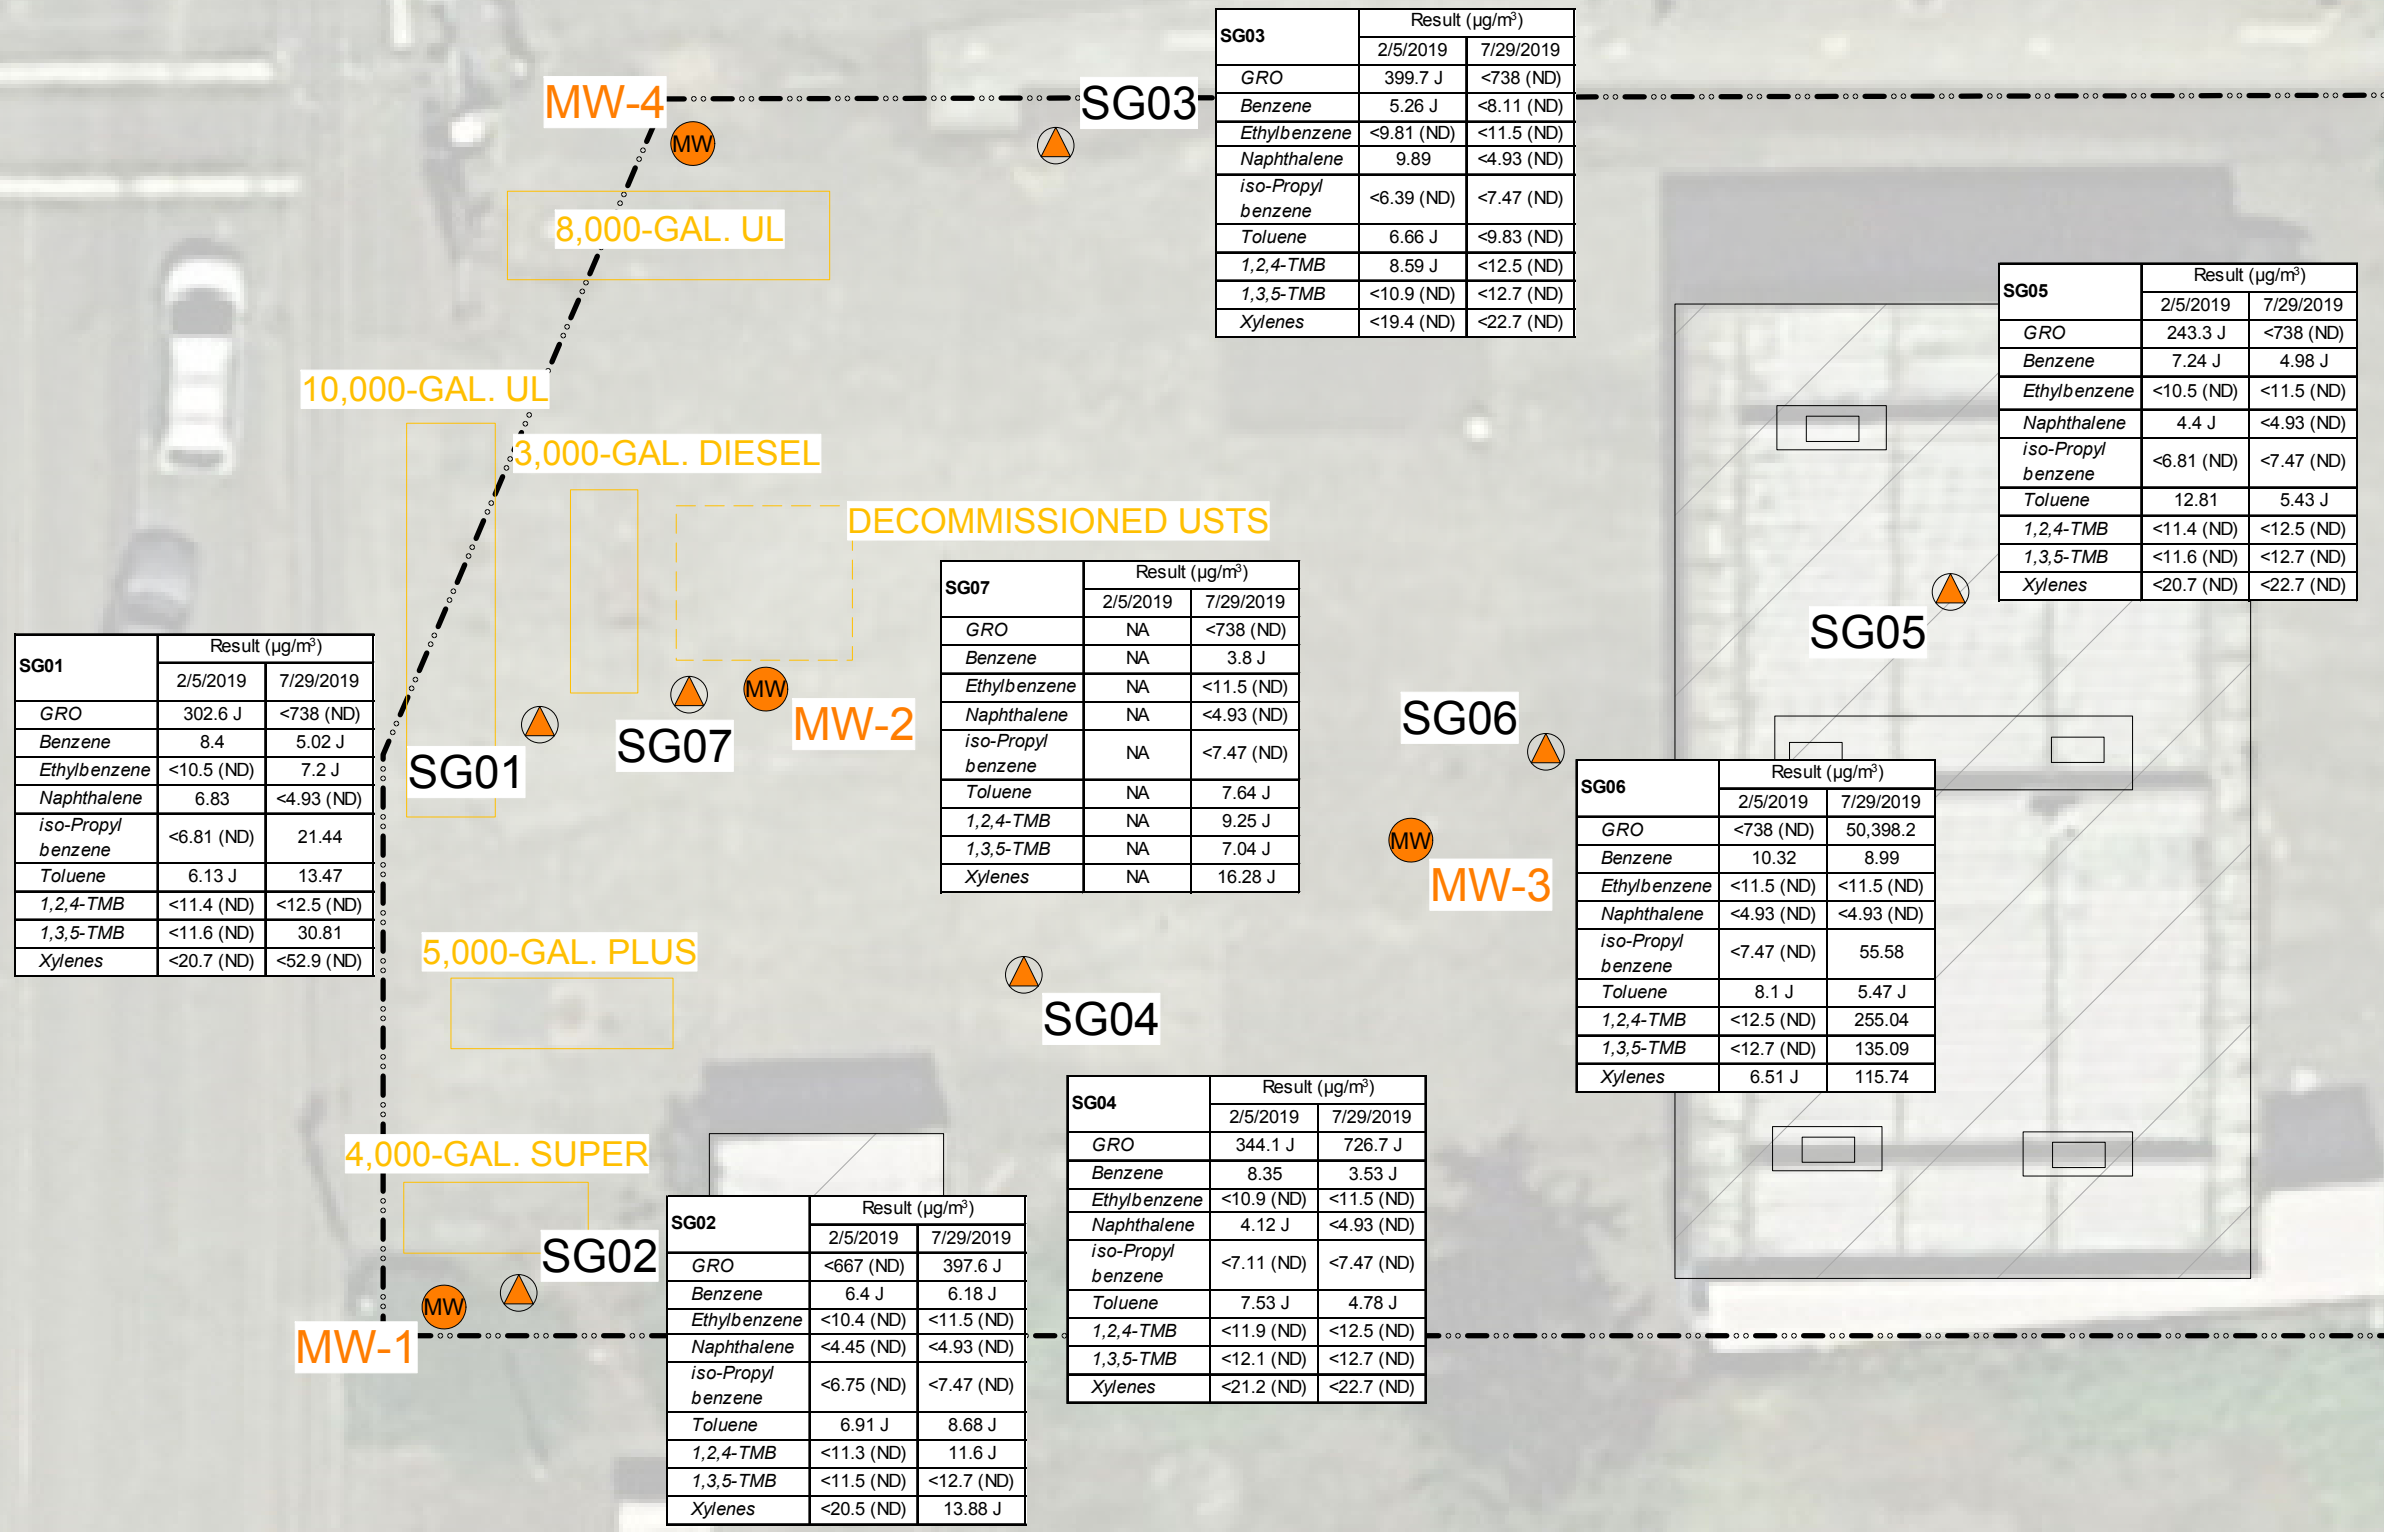 MW-4
MW
SG03
8,000-GAL. UL
10,000-GAL. UL
3,000-GAL. DIESEL
DECOMMISSIONED USTS
SG01
SG07
MW
MW-2
SG06
MW
MW-3
SG05
5,000-GAL. PLUS
SG04
4,000-GAL. SUPER
SG02
MW
MW-1
SG03 Result (µg/m³)
2/5/2019 7/29/2019
GRO 399.7 J <738 (ND)
Benzene 5.26 J <8.11 (ND)
Ethylbenzene <9.81 (ND) <11.5 (ND)
Naphthalene 9.89 <4.93 (ND)
iso-Propyl
benzene <6.39 (ND) <7.47 (ND)
Toluene 6.66 J <9.83 (ND)
1,2,4-TMB 8.59 J <12.5 (ND)
1,3,5-TMB <10.9 (ND) <12.7 (ND)
Xylenes <19.4 (ND) <22.7 (ND)
SG05 Result (µg/m³)
2/5/2019 7/29/2019
GRO 243.3 J <738 (ND)
Benzene 7.24 J 4.98 J
Ethylbenzene <10.5 (ND) <11.5 (ND)
Naphthalene 4.4 J <4.93 (ND)
iso-Propyl
benzene <6.81 (ND) <7.47 (ND)
Toluene 12.81 5.43 J
1,2,4-TMB <11.4 (ND) <12.5 (ND)
1,3,5-TMB <11.6 (ND) <12.7 (ND)
Xylenes <20.7 (ND) <22.7 (ND)
SG07 Result (µg/m³)
2/5/2019 7/29/2019
GRO NA <738 (ND)
Benzene NA 3.8 J
Ethylbenzene NA <11.5 (ND)
Naphthalene NA <4.93 (ND)
iso-Propyl
benzene NA <7.47 (ND)
Toluene NA 7.64 J
1,2,4-TMB NA 9.25 J
1,3,5-TMB NA 7.04 J
Xylenes NA 16.28 J
SG01 Result (µg/m³)
2/5/2019 7/29/2019
GRO 302.6 J <738 (ND)
Benzene 8.4 5.02 J
Ethylbenzene <10.5 (ND) 7.2 J
Naphthalene 6.83 <4.93 (ND)
iso-Propyl
benzene <6.81 (ND) 21.44
Toluene 6.13 J 13.47
1,2,4-TMB <11.4 (ND) <12.5 (ND)
1,3,5-TMB <11.6 (ND) 30.81
Xylenes <20.7 (ND) <52.9 (ND)
SG06 Result (µg/m³)
2/5/2019 7/29/2019
GRO <738 (ND) 50,398.2
Benzene 10.32 8.99
Ethylbenzene <11.5 (ND) <11.5 (ND)
Naphthalene <4.93 (ND) <4.93 (ND)
iso-Propyl
benzene <7.47 (ND) 55.58
Toluene 8.1 J 5.47 J
1,2,4-TMB <12.5 (ND) 255.04
1,3,5-TMB <12.7 (ND) 135.09
Xylenes 6.51 J 115.74
SG04 Result (µg/m³)
2/5/2019 7/29/2019
GRO 344.1 J 726.7 J
Benzene 8.35 3.53 J
Ethylbenzene <10.9 (ND) <11.5 (ND)
Naphthalene 4.12 J <4.93 (ND)
iso-Propyl
benzene <7.11 (ND) <7.47 (ND)
Toluene 7.53 J 4.78 J
1,2,4-TMB <11.9 (ND) <12.5 (ND)
1,3,5-TMB <12.1 (ND) <12.7 (ND)
Xylenes <21.2 (ND) <22.7 (ND)
SG02 Result (µg/m³)
2/5/2019 7/29/2019
GRO <667 (ND) 397.6 J
Benzene 6.4 J 6.18 J
Ethylbenzene <10.4 (ND) <11.5 (ND)
Naphthalene <4.45 (ND) <4.93 (ND)
iso-Propyl
benzene <6.75 (ND) <7.47 (ND)
Toluene 6.91 J 8.68 J
1,2,4-TMB <11.3 (ND) 11.6 J
1,3,5-TMB <11.5 (ND) <12.7 (ND)
Xylenes <20.5 (ND) 13.88 J